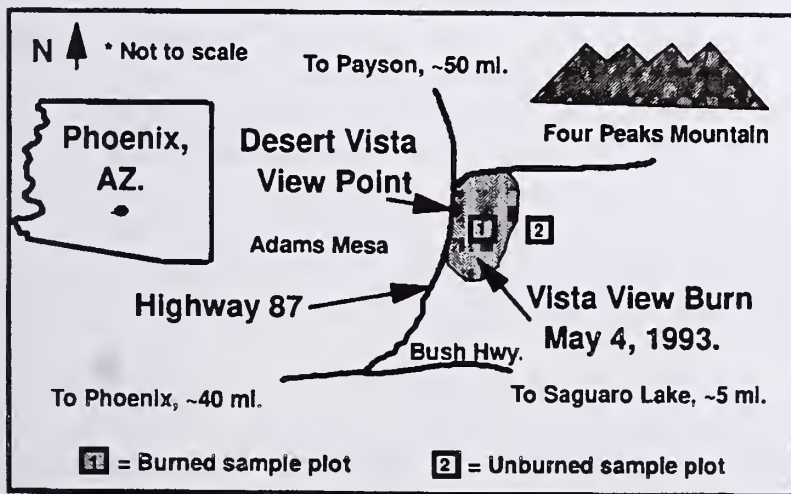 N
* Not to scale
To Payson, ~50 mi.
Phoenix,
AZ.
Desert Vista
View Point
Four Peaks Mountain
1
2
Adams Mesa
Highway 87
Vista View Burn
May 4, 1993.
Bush Hwy.
To Phoenix, ~40 mi.
To Saguaro Lake, ~5 mi.
1 = Burned sample plot
2 = Unburned sample plot